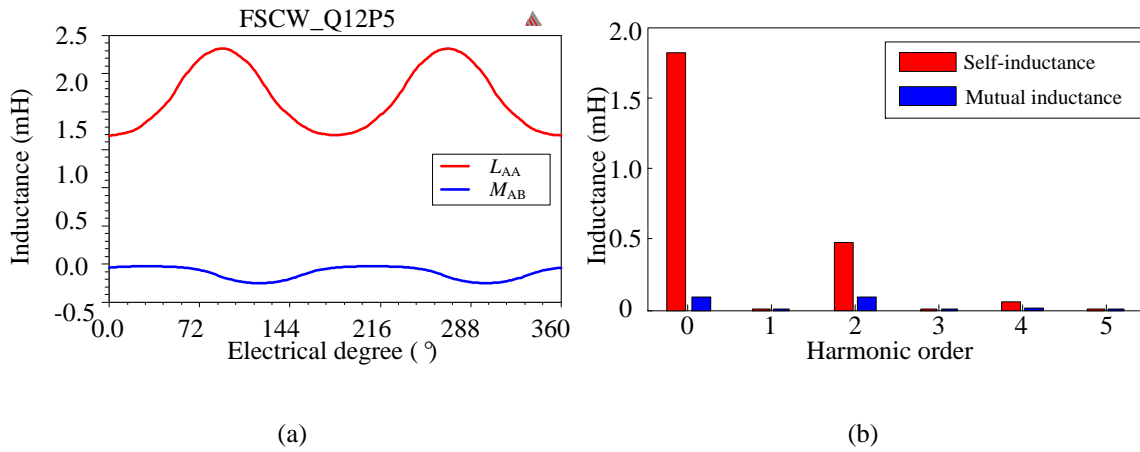 FSCW_Q12P5
Inductance (mH)
2.5
2.0
1.5
1.0
0.5
0.0
-0.5
L_AA
M_AB
0.0 72 144 216 288 360
Electrical degree ( °)
(a)
Inductance (mH)
2.0
1.5
1.0
0.5
0
Self-inductance
Mutual inductance
0 1 2 3 4 5
Harmonic order
(b)